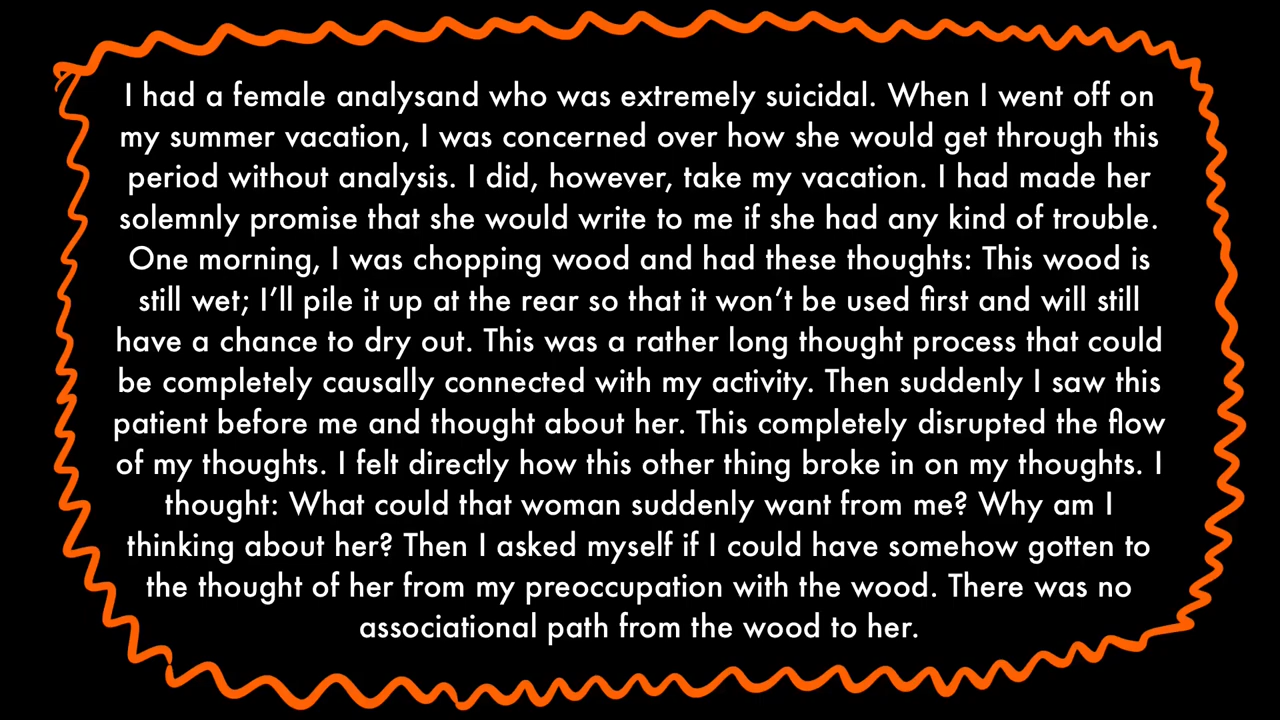 I had a female analysand who was extremely suicidal. When I went off on
my summer vacation, I was concerned over how she would get through this
period without analysis. I did, however, take my vacation. I had made her
solemnly promise that she would write to me if she had any kind of trouble.
One morning, I was chopping wood and had these thoughts: This wood is
still wet; I’ll pile it up at the rear so that it won’t be used first and will still
have a chance to dry out. This was a rather long thought process that could
be completely causally connected with my activity. Then suddenly I saw this
patient before me and thought about her. This completely disrupted the flow
of my thoughts. I felt directly how this other thing broke in on my thoughts. I
thought: What could that woman suddenly want from me? Why am I
thinking about her? Then I asked myself if I could have somehow gotten to
the thought of her from my preoccupation with the wood. There was no
associational path from the wood to her.